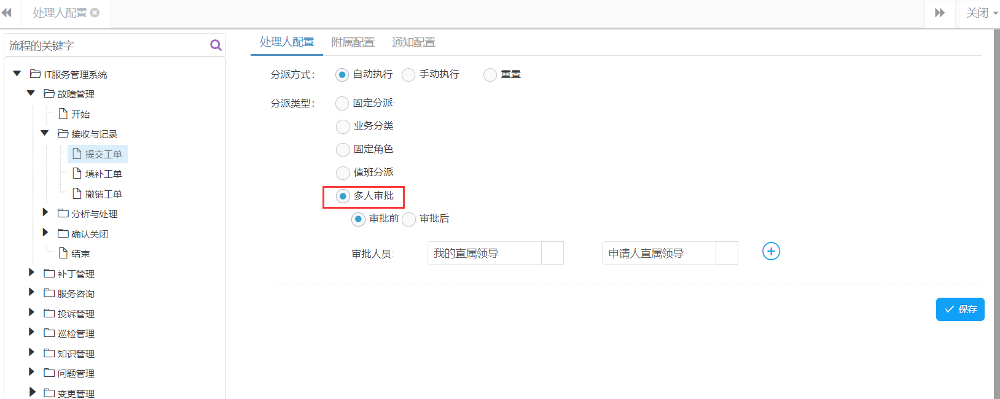 处理人配置
关闭
流程的关键字
IT服务管理系统
故障管理
开始
接收与记录
提交工单
填补工单
撤销工单
分析与处理
确认关闭
结束
补丁管理
服务咨询
投诉管理
巡检管理
知识管理
问题管理
变更管理
处理人配置 附属配置 通知配置
分派方式： 自动执行 手动执行 重置
分派类型： 固定分派
业务分类
固定角色
值班分派
多人审批
审批前 审批后
审批人员: 我的直属领导 申请人直属领导
保存